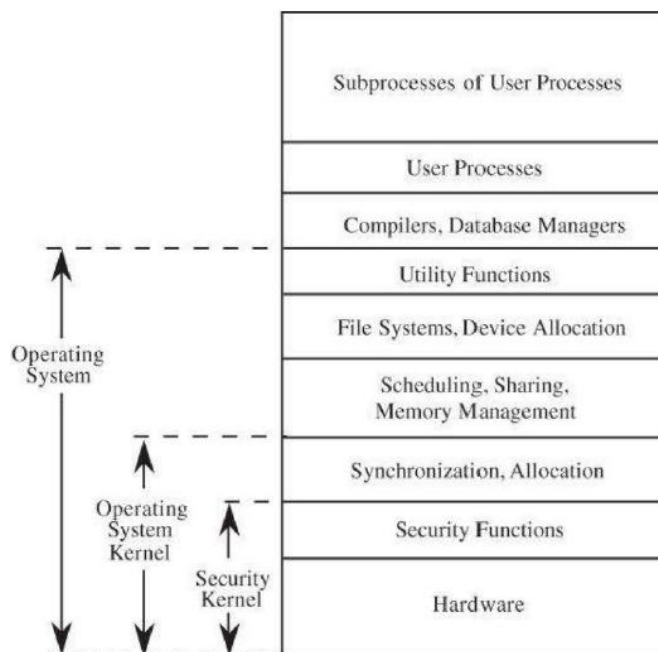 Subprocesses of User Processes
User Processes
Compilers, Database Managers
Utility Functions
File Systems, Device Allocation
Scheduling, Sharing,
Memory Management
Synchronization, Allocation
Security Functions
Hardware
Operating
System
Operating
System
Kernel
Security
Kernel